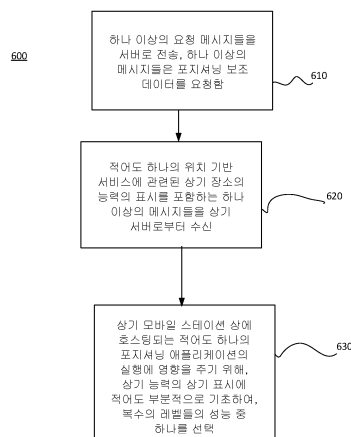 600
하나 이상의 요청 메시지들을
서버로 전송, 하나 이상의
메시지들은 포지셔닝 보조
데이터를 요청함
610
적어도 하나의 위치 기반
서비스에 관련된 상기 장소의
능력의 표시를 포함하는 하나
이상의 메시지들을 상기
서버로부터 수신
620
상기 모바일 스테이션 상에
호스팅되는 적어도 하나의
포지셔닝 애플리케이션의
실행에 영향을 주기 위해,
상기 능력의 상기 표시에
적어도 부분적으로 기초하여,
복수의 레벨들의 성능 중
하나를 선택
630